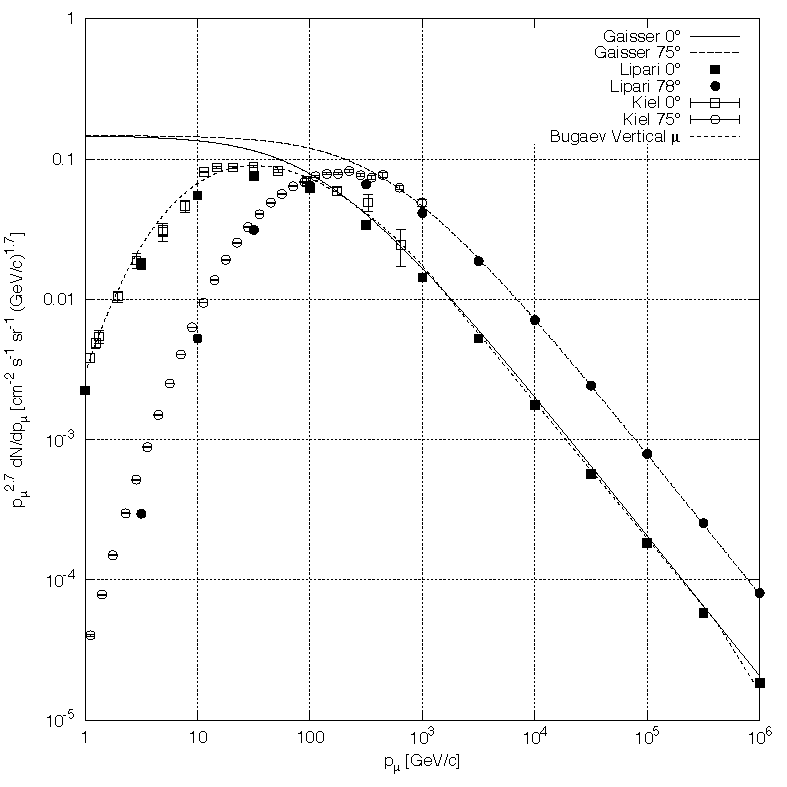 1
Gaisser 0°
Gaisser 75°
Lipari 0°
Lipari 78°
Kiel 0°
Kiel 75°
Bugaev Vertical μ
0.1
0.01
10⁻³
10⁻⁴
10⁻⁵
pμ^2.7 dN/dpμ [cm⁻² s⁻¹ sr⁻¹ (GeV/c)^1.7]
1 10 100 10³ 10⁴ 10⁵ 10⁶
pμ [GeV/c]